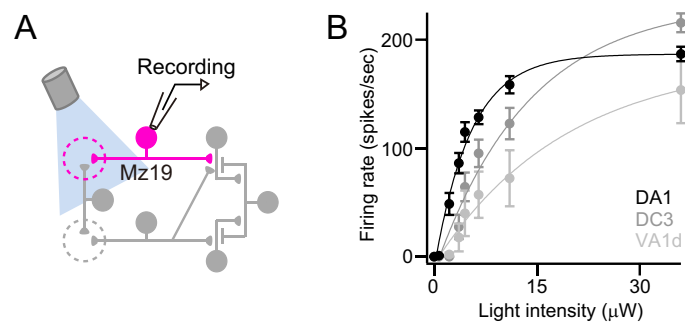 A
Recording
Mz19
B
Firing rate (spikes/sec)
200
100
0
DA1
DC3
VA1d
0
15
30
Light intensity (μW)